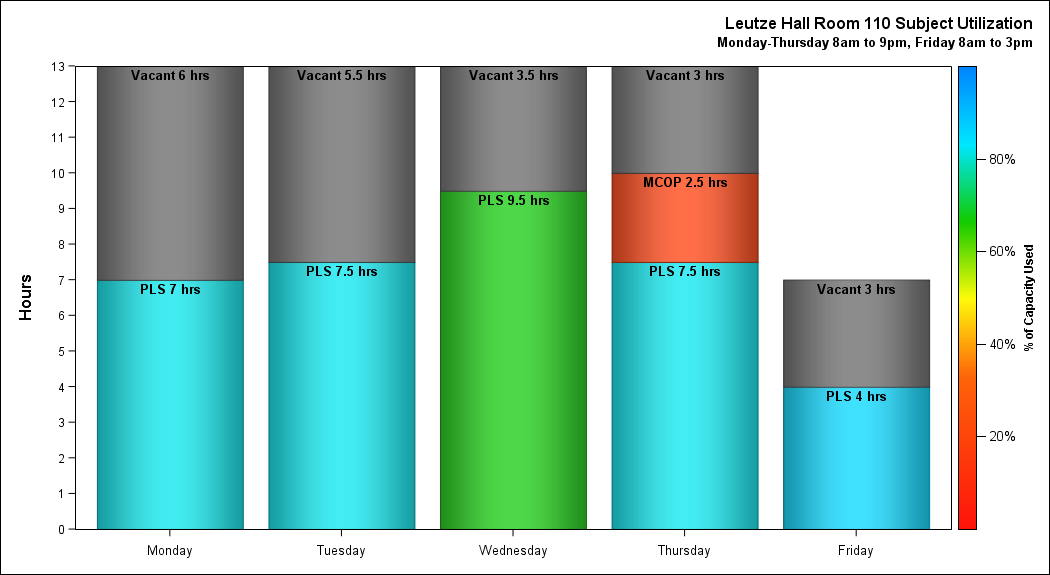 Leutze Hall Room 110 Subject Utilization
Monday-Thursday 8am to 9pm, Friday 8am to 3pm
Hours
13
12
11
10
9
8
7
6
5
4
3
2
1
0
Vacant 6 hrs
PLS 7 hrs
Vacant 5.5 hrs
PLS 7.5 hrs
Vacant 3.5 hrs
PLS 9.5 hrs
Vacant 3 hrs
MCOP 2.5 hrs
PLS 7.5 hrs
Vacant 3 hrs
PLS 4 hrs
Monday
Tuesday
Wednesday
Thursday
Friday
80%
60%
40%
20%
% of Capacity Used